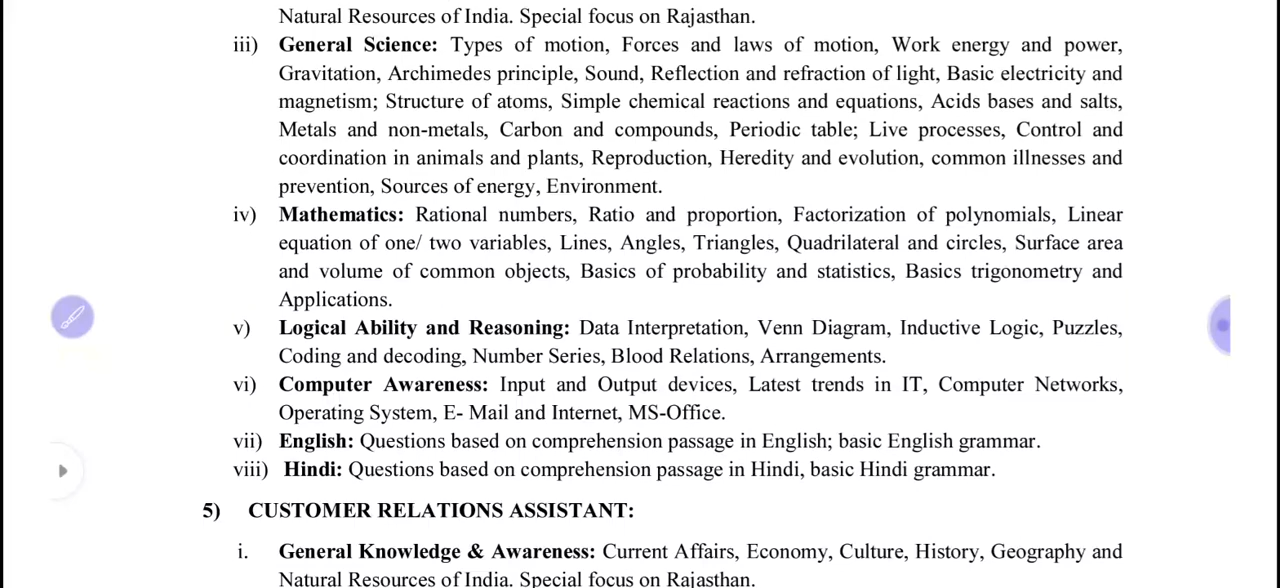 Natural Resources of India. Special focus on Rajasthan.
iii) General Science: Types of motion, Forces and laws of motion, Work energy and power,
Gravitation, Archimedes principle, Sound, Reflection and refraction of light, Basic electricity and
magnetism; Structure of atoms, Simple chemical reactions and equations, Acids bases and salts,
Metals and non-metals, Carbon and compounds, Periodic table; Live processes, Control and
coordination in animals and plants, Reproduction, Heredity and evolution, common illnesses and
prevention, Sources of energy, Environment.
iv) Mathematics: Rational numbers, Ratio and proportion, Factorization of polynomials, Linear
equation of one/ two variables, Lines, Angles, Triangles, Quadrilateral and circles, Surface area
and volume of common objects, Basics of probability and statistics, Basics trigonometry and
Applications.
v) Logical Ability and Reasoning: Data Interpretation, Venn Diagram, Inductive Logic, Puzzles,
Coding and decoding, Number Series, Blood Relations, Arrangements.
vi) Computer Awareness: Input and Output devices, Latest trends in IT, Computer Networks,
Operating System, E- Mail and Internet, MS-Office.
vii) English: Questions based on comprehension passage in English; basic English grammar.
viii) Hindi: Questions based on comprehension passage in Hindi, basic Hindi grammar.
5) CUSTOMER RELATIONS ASSISTANT:
i. General Knowledge & Awareness: Current Affairs, Economy, Culture, History, Geography and
Natural Resources of India. Special focus on Rajasthan.